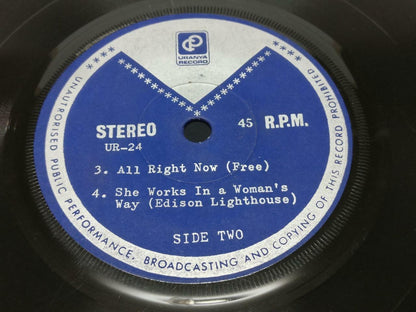 URANYA
RECORD
STEREO
45 R.P.M.
UR-24
3. All Right Now (Free)
4. She Works In a Woman's
Way (Edison Lighthouse)
SIDE TWO
UNAUTHORISED PUBLIC PERFORMANCE, BROADCASTING AND COPYING OF THIS RECORD PROHIBITED